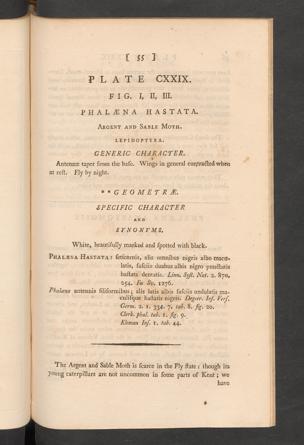 [ 55 ]
PLATE CXXIX.
FIG. I, II, III.
PHALÆNA HASTATA.
ARGENT AND SABLE MOTH.
LEPIDOPTERA.
GENERIC CHARACTER.
Antennæ taper from the base. Wings in general contracted when
at rest. Fly by night.
* * GEOMETRÆ.
SPECIFIC CHARACTER
AND
SYNONYMS.
White, beautifully marked and spotted with black.
PHALÆNA HASTATA: seticornis, alis omnibus nigris albo macu-
latis, fasciis duabus albis nigro punctatis
hastato dentatis. Linn. Syst. Nat. 2. 870,
254. Fn. Sv. 1276.
Phalæna antennis filiformibus; alis latis albis fasciis undulatis ma-
culisque hastatis nigris. Degeer. Inf. Vers.
Germ. 2. 1. 334. 7. tab. 8. fig. 20.
Clerk. phal. tab. 1. fig. 9.
Kleman Inf. 1. tab. 44.
The Argent and Sable Moth is scarce in the Fly state; though its
young caterpillars are not uncommon in some parts of Kent; we
have